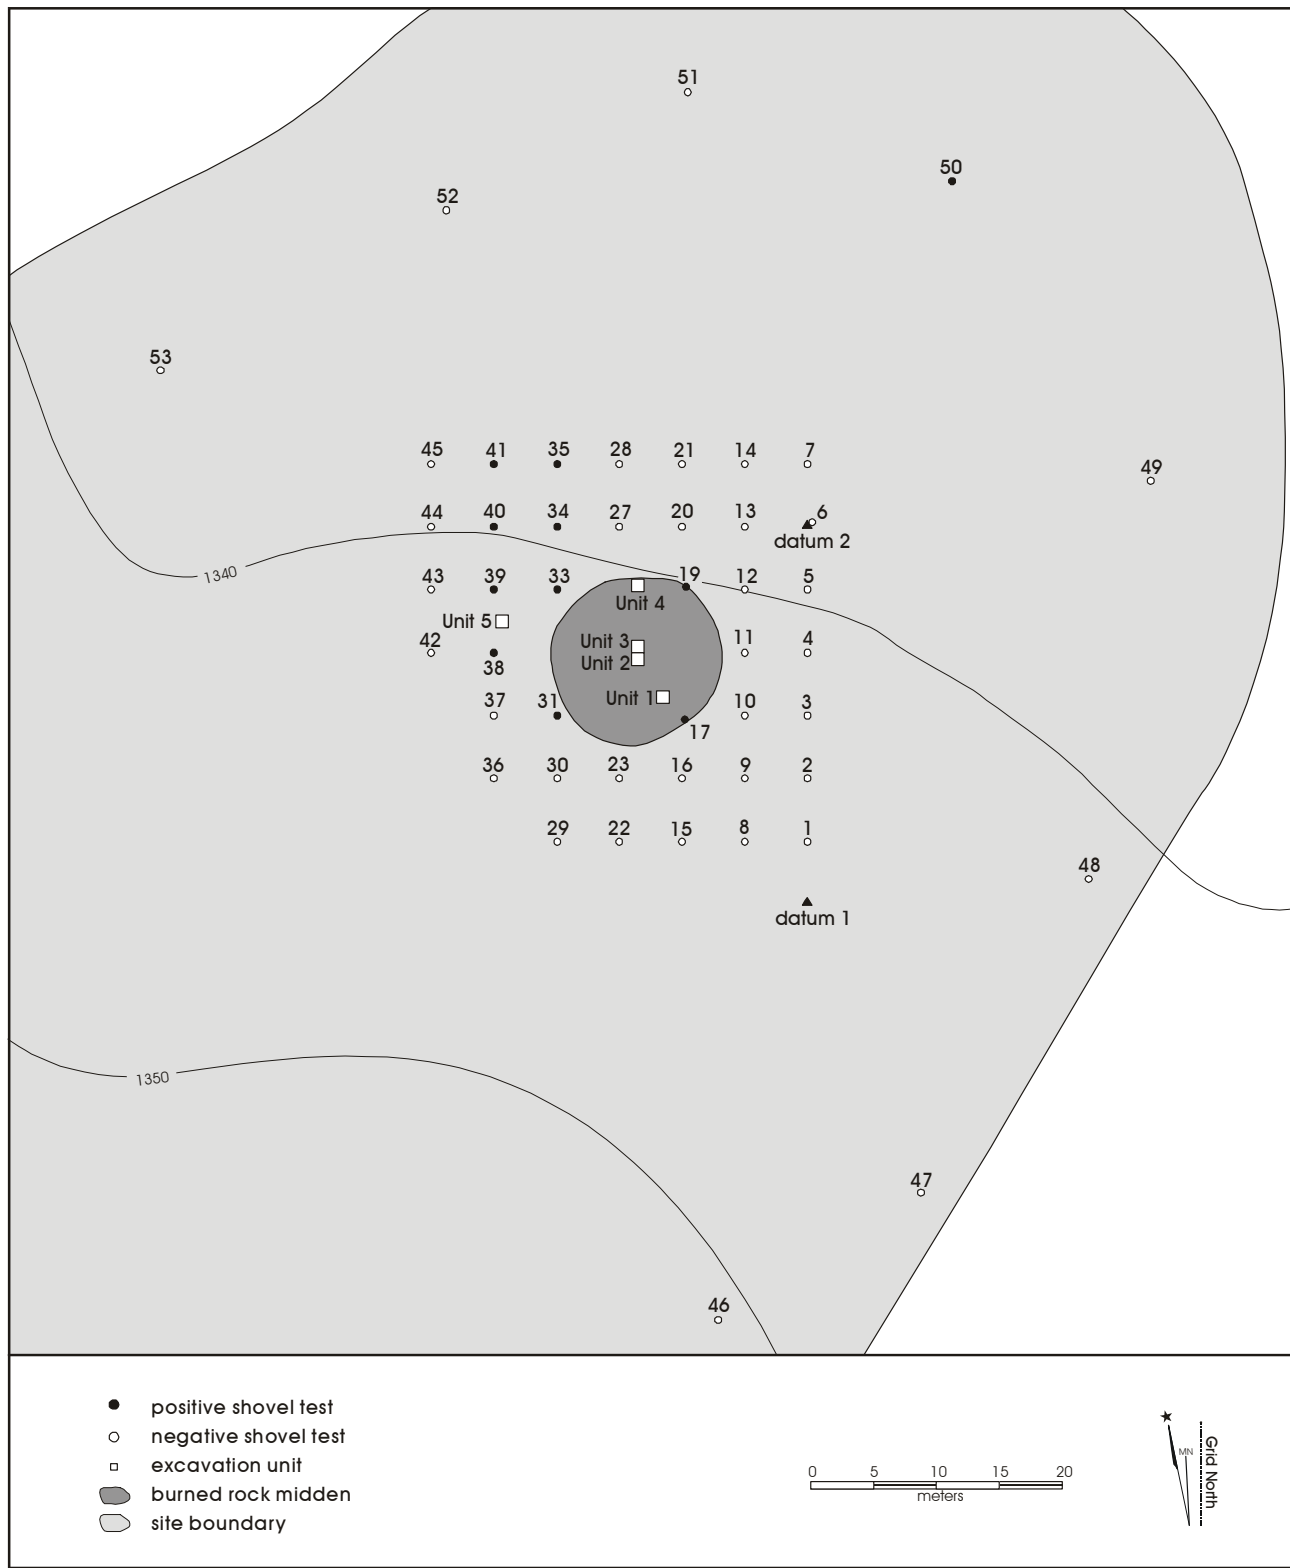 51
50
52
53
45 41 35 28 21 14 7
49
44 40 34 27 20 13 6
datum 2
1340
43 39 33 19 12 5
Unit 4
Unit 5
42 Unit 3 11 4
38 Unit 2
37 31 Unit 1 10 3
17
36 30 23 16 9 2
29 22 15 8 1
48
datum 1
1350
47
46
positive shovel test
negative shovel test
excavation unit
burned rock midden
site boundary
0 5 10 15 20
meters
MN
Grid North